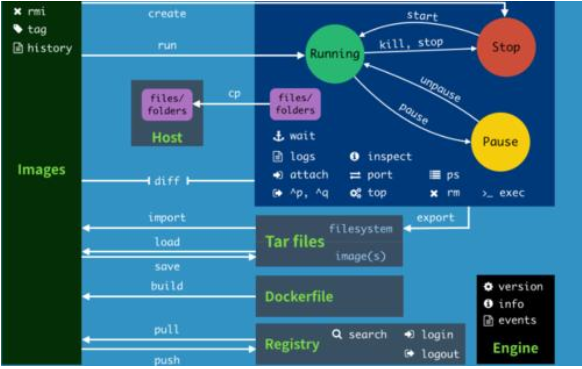 rmi
tag
history
Images
create
run
start
kill, stop
Running
Stop
unpause
pause
Pause
files/
folders
cp
files/
folders
Host
wait
logs
inspect
attach
port
ps
^p, ^q
top
rm
>_ exec
diff
import
export
filesystem
Tar files
load
image(s)
save
build
Dockerfile
pull
search
login
Registry
logout
push
version
info
events
Engine